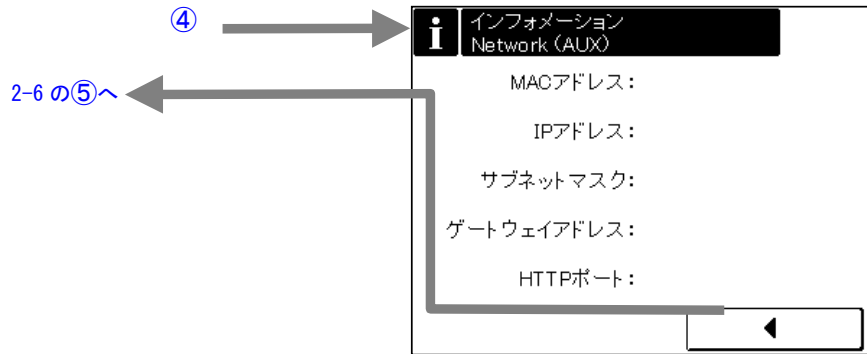 ④
i インフォメーション
Network (AUX)
MACアドレス:
2-6 の⑤へ
IPアドレス:
サブネットマスク:
ゲートウェイアドレス:
HTTPポート: